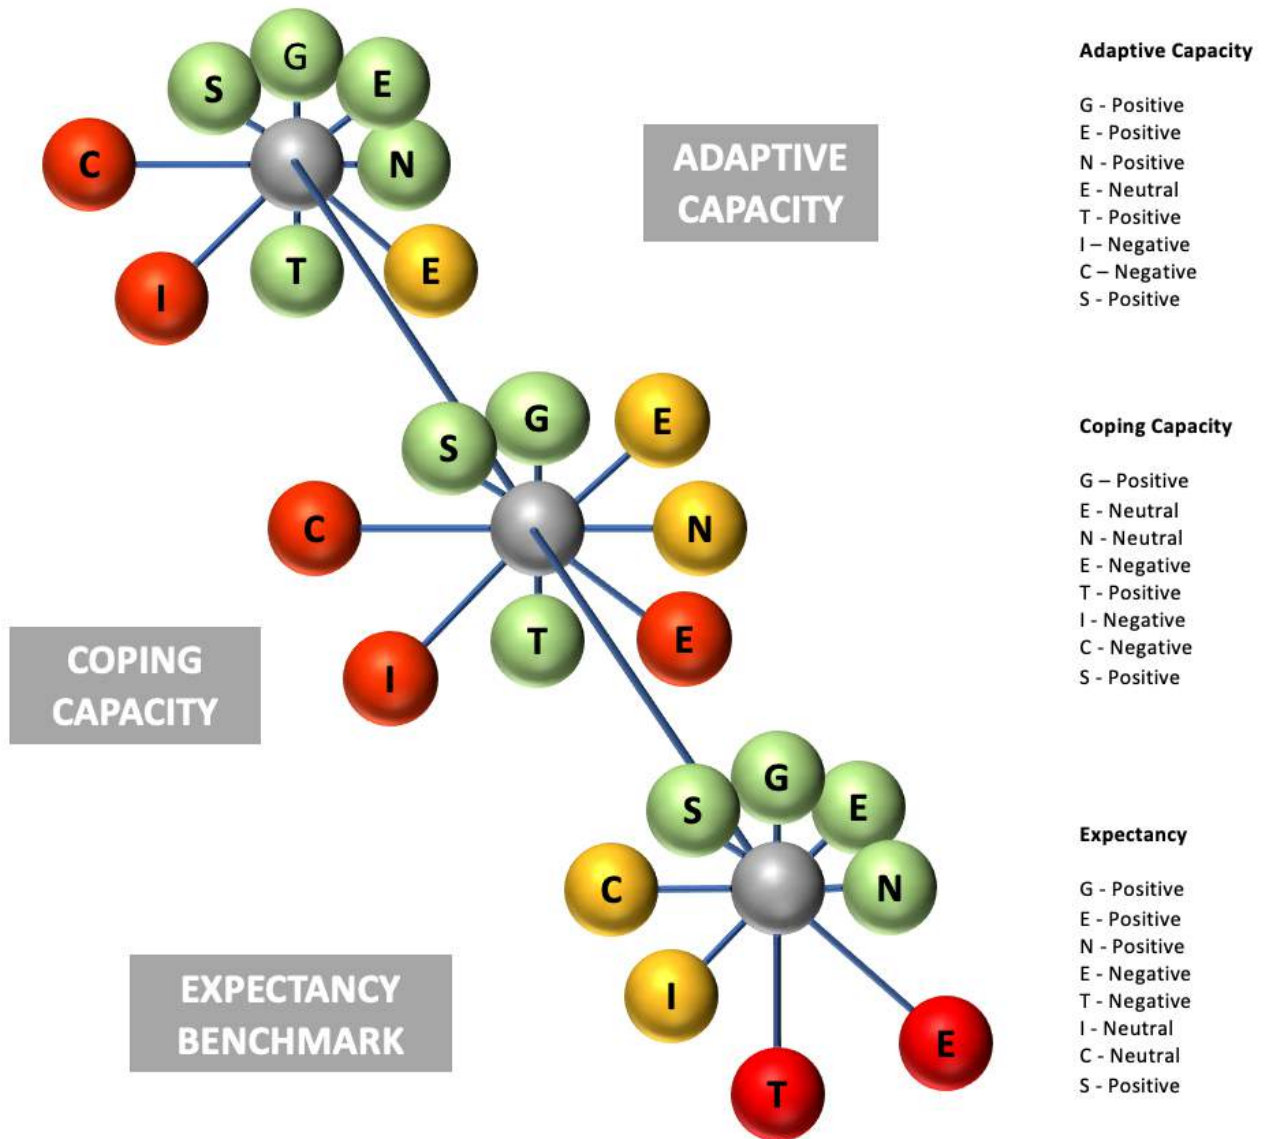 G
S
E
C
N
T
E
I
ADAPTIVE
CAPACITY
Adaptive Capacity
G - Positive
E - Positive
N - Positive
E - Neutral
T - Positive
I – Negative
C – Negative
S - Positive
G
E
S
C
N
T
E
I
COPING
CAPACITY
Coping Capacity
G – Positive
E - Neutral
N - Neutral
E - Negative
T - Positive
I - Negative
C - Negative
S - Positive
G
S
E
C
N
I
E
T
EXPECTANCY
BENCHMARK
Expectancy
G - Positive
E - Positive
N - Positive
E - Negative
T - Negative
I - Neutral
C - Neutral
S - Positive